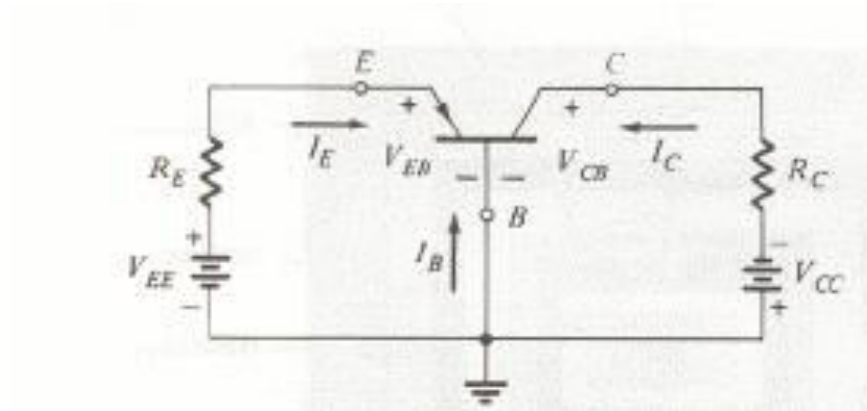 E
C
+
+
I_E
V_EB
V_CB
I_C
R_E
R_C
− −
B
+
−
I_B
V_EE
V_CC
−
+